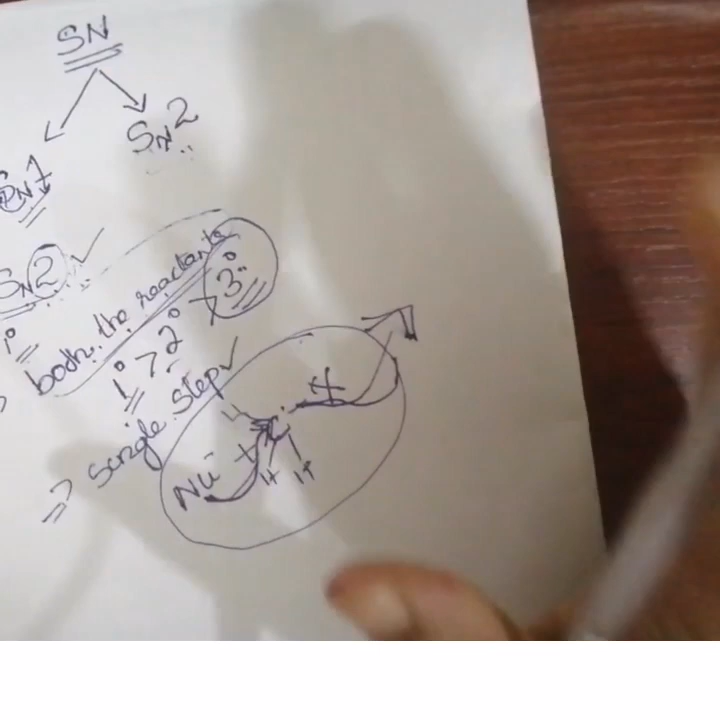 SN
SN1 SN2
SN2 ✓
1°
⇒ both the reactants
1° > 2° > 3°
⇒ single step ✓
H
Nu⁻ + C - X
H H